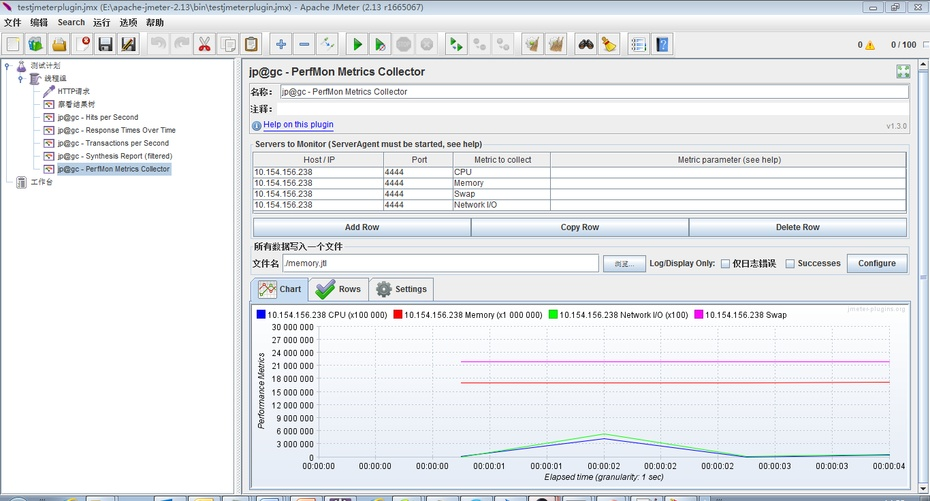 testjmeterplugin.jmx (E:\apache-jmeter-2.13\bin\testjmeterplugin.jmx) - Apache JMeter (2.13 r1665067)
文件 编辑 Search 运行 选项 帮助
0 0 / 100
测试计划
线程组
HTTP请求
察看结果树
jp@gc - Hits per Second
jp@gc - Response Times Over Time
jp@gc - Transactions per Second
jp@gc - Synthesis Report (filtered)
jp@gc - PerfMon Metrics Collector
工作台
jp@gc - PerfMon Metrics Collector
名称: jp@gc - PerfMon Metrics Collector
注释:
Help on this plugin v1.3.0
Servers to Monitor (ServerAgent must be started, see help)
Host / IP Port Metric to collect Metric parameter (see help)
10.154.156.238 4444 CPU
10.154.156.238 4444 Memory
10.154.156.238 4444 Swap
10.154.156.238 4444 Network I/O
Add Row Copy Row Delete Row
所有数据写入一个文件
文件名 ./memory.jtl 浏览... Log/Display Only: 仅日志错误 Successes Configure
Chart Rows Settings
jmeterplugins.org
10.154.156.238 CPU (x100 000) 10.154.156.238 Memory (x1 000 000) 10.154.156.238 Network I/O (x100) 10.154.156.238 Swap
30 000 000
27 000 000
24 000 000
21 000 000
18 000 000
15 000 000
12 000 000
9 000 000
6 000 000
3 000 000
0
Performance Metrics
00:00:00 00:00:00 00:00:00 00:00:01 00:00:01 00:00:02 00:00:02 00:00:02 00:00:03 00:00:03 00:00:04
Elapsed time (granularity: 1 sec)